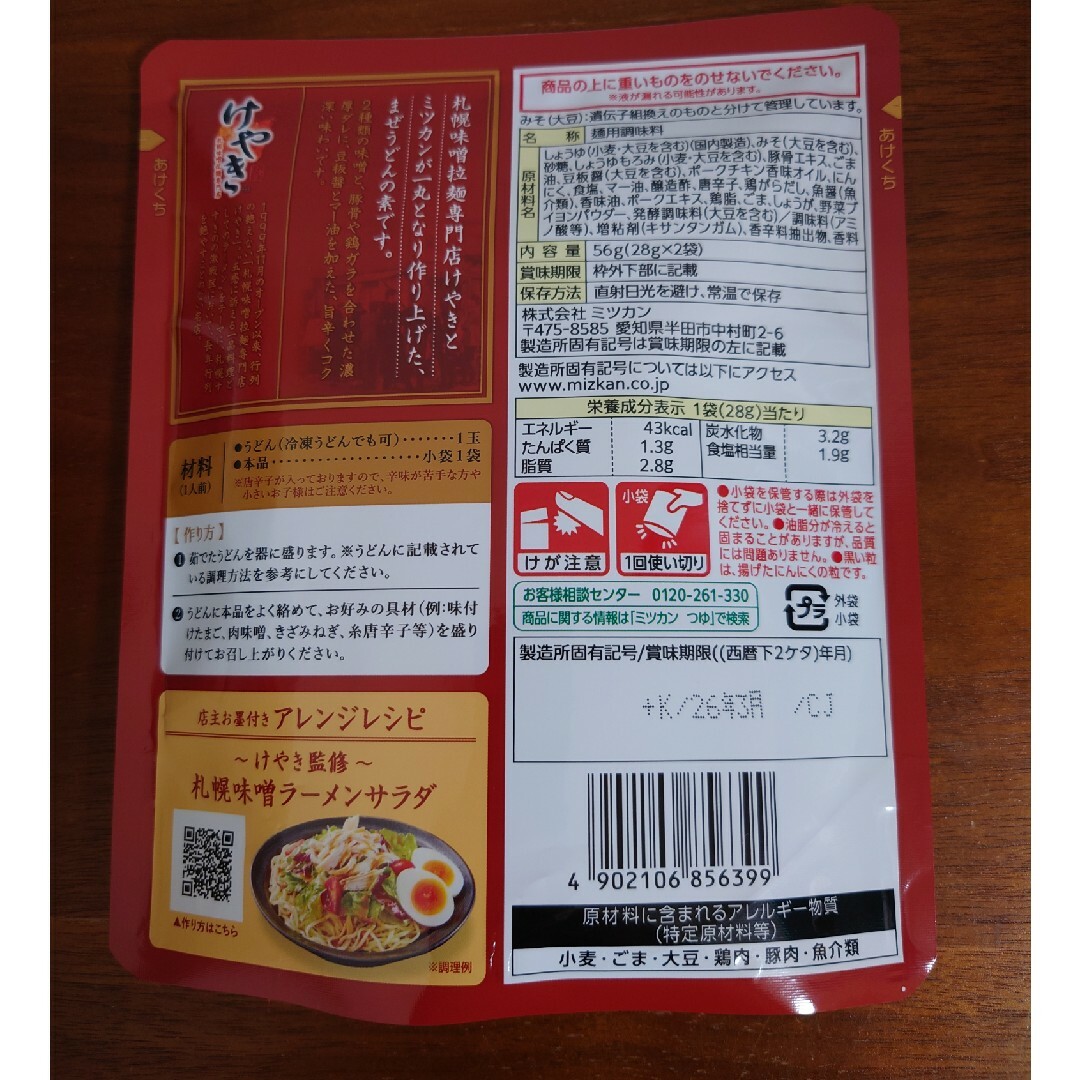 あけくち
けやき
札幌味噌拉麺専門店けやきと
ミツカンが一丸となり作り上げた、
まぜうどんの素です。
2種類の味噌と、豚骨や鶏ガラを合わせた濃
厚ダレに、豆板醤とマー油を加えた、旨辛くコク
深い味わいです。
材料
(1人前)
●うどん(冷凍うどんでも可)‥‥‥‥1玉
●本品‥‥‥‥‥‥‥‥‥‥小袋1袋
※唐辛子が入っておりますので、辛味が苦手な方や
小さいお子様はご注意ください。
【作り方】
❶茹でたうどんを器に盛ります。※うどんに記載されて
いる調理方法を参考にしてください。
❷うどんに本品をよく絡めて、お好みの具材(例:味付
けたまご、肉味噌、きざみねぎ、糸唐辛子等)を盛り
付けてお召し上がりください。
店主お墨付きアレンジレシピ
～けやき監修～
札幌味噌ラーメンサラダ
▲作り方はこちら
※調理例
商品の上に重いものをのせないでください。
※液が漏れる可能性があります。
みそ(大豆):遺伝子組換えのものと分けて管理しています。
名称 麺用調味料
原材料名
しょうゆ(小麦・大豆を含む)(国内製造)、みそ(大豆を含む)、
砂糖、しょうゆもろみ(小麦・大豆を含む)、豚骨エキス、ごま
油、豆板醤(大豆を含む)、ポークチキン香味オイル、にん
にく、食塩、マー油、醸造酢、唐辛子、鶏がらだし、魚醤(魚
介類)、香味油、ポークエキス、鶏脂、ごま、しょうが、野菜ブ
イヨンパウダー、発酵調味料(大豆を含む)/調味料(アミ
ノ酸等)、増粘剤(キサンタンガム)、香辛料抽出物、香料
内容量 56g(28g×2袋)
賞味期限 枠外下部に記載
保存方法 直射日光を避け、常温で保存
株式会社 ミツカン
〒475-8585 愛知県半田市中村町2-6
製造所固有記号は賞味期限の左に記載
製造所固有記号については以下にアクセス
www.mizkan.co.jp
栄養成分表示 1袋(28g)当たり
エネルギー 43kcal
たんぱく質 1.3g
脂質 2.8g
炭水化物 3.2g
食塩相当量 1.9g
けが注意
小袋
1回使い切り
●小袋を保管する際は外袋を
捨てずに小袋と一緒に保管して
ください。●油脂分が冷えると
固まることがありますが、品質
には問題ありません。●黒い粒
は、揚げたにんにくの粒です。
お客様相談センター 0120-261-330
商品に関する情報は「ミツカン つゆ」で検索
プラ
外袋
小袋
製造所固有記号/賞味期限((西暦下2ケタ)年月)
+K/26年3月 /CJ
4 902106 856399
原材料に含まれるアレルギー物質
(特定原材料等)
小麦・ごま・大豆・鶏肉・豚肉・魚介類
あけくち